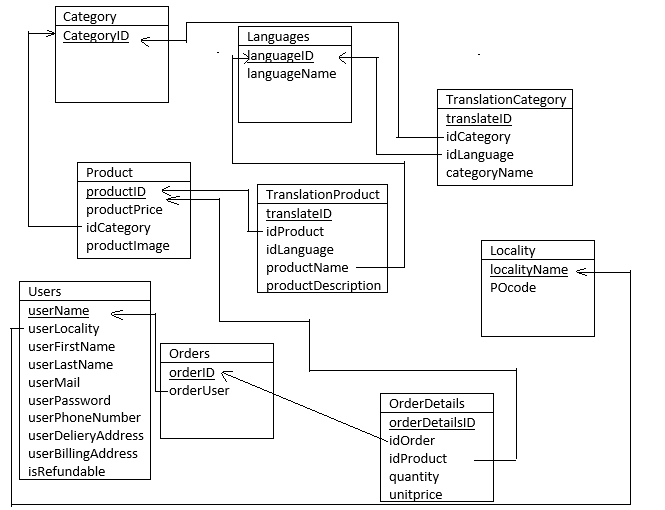 Category
CategoryID
Languages
languageID
languageName
TranslationCategory
translateID
idCategory
idLanguage
categoryName
Product
productID
productPrice
idCategory
productImage
TranslationProduct
translateID
idProduct
idLanguage
productName
productDescription
Locality
localityName
POcode
Users
userName
userLocality
userFirstName
userLastName
userMail
userPassword
userPhoneNumber
userDelieryAddress
userBillingAddress
isRefundable
Orders
orderID
orderUser
OrderDetails
orderDetailsID
idOrder
idProduct
quantity
unitprice